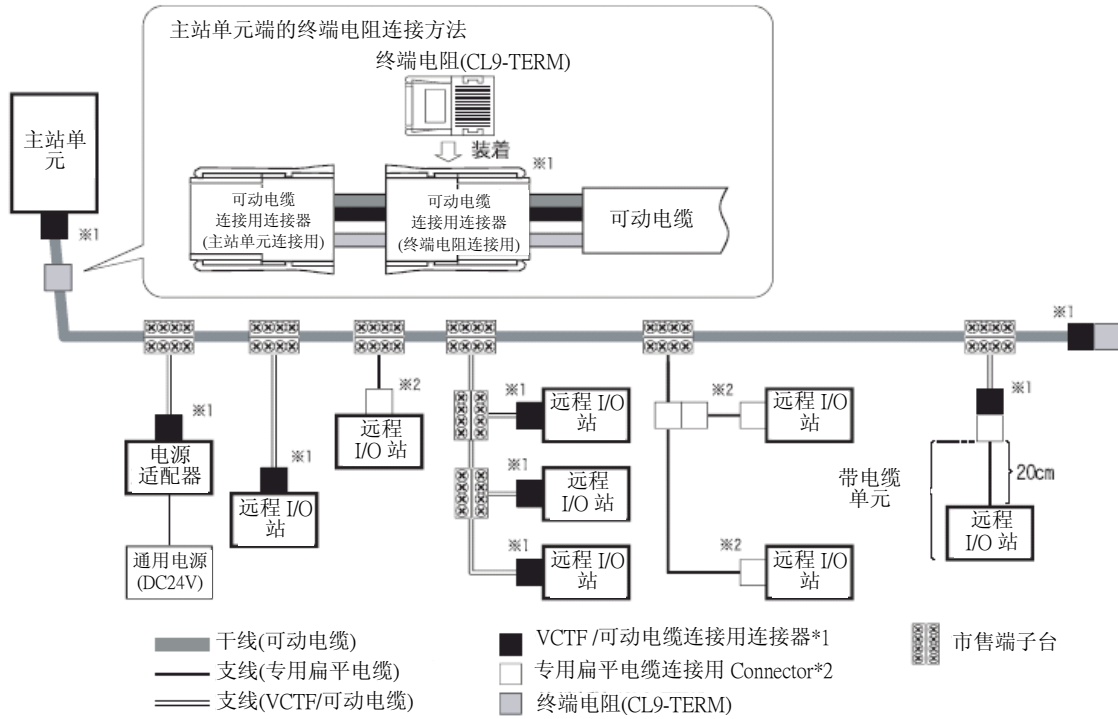 主站单元端的终端电阻连接方法
终端电阻(CL9-TERM)
装着
主站单
元
※1
※1
可动电缆
连接用连接器
(主站单元连接用)
可动电缆
连接用连接器
(终端电阻连接用)
可动电缆
※1
※1
电源
适配器
通用电源
(DC24V)
※1
远程 I/O
站
※2
远程
I/O 站
※1
远程 I/O
站
※1
远程
I/O 站
※1
远程 I/O
站
※2
远程 I/O
站
※2
远程 I/O
站
※1
带电缆
单元
20cm
远程
I/O 站
干线(可动电缆)
支线(专用扁平电缆)
支线(VCTF/可动电缆)
VCTF /可动电缆连接用连接器*1
专用扁平电缆连接用 Connector*2
终端电阻(CL9-TERM)
市售端子台